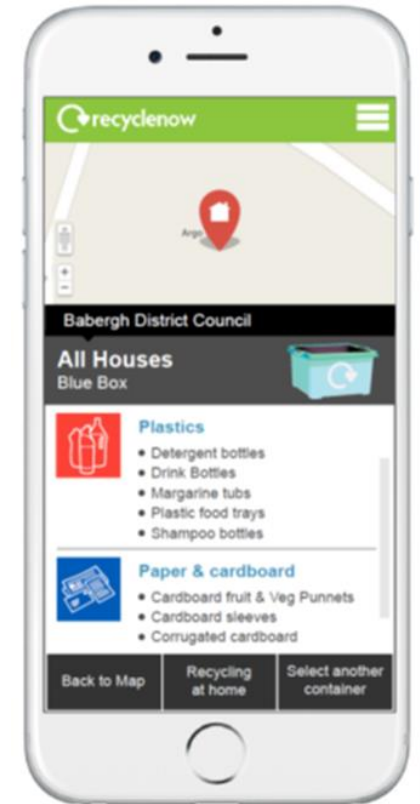 recyclenow
Argo
Babergh District Council
All Houses
Blue Box
Plastics
• Detergent bottles
• Drink Bottles
• Margarine tubs
• Plastic food trays
• Shampoo bottles
Paper & cardboard
• Cardboard fruit & Veg Punnets
• Cardboard sleeves
• Corrugated cardboard
Back to Map
Recycling
at home
Select another
container